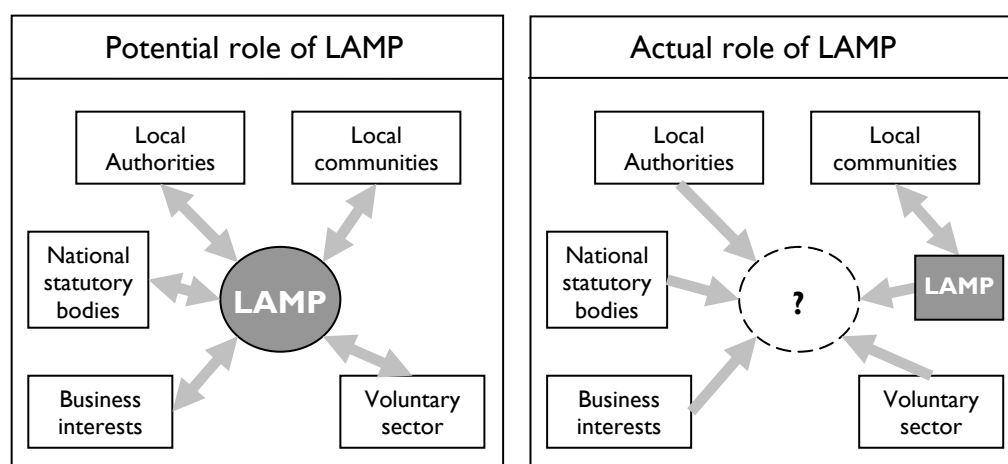 Potential role of LAMP
Local
Authorities
Local
communities
National
statutory
bodies
LAMP
Business
interests
Voluntary
sector
Actual role of LAMP
Local
Authorities
Local
communities
National
statutory
bodies
?
LAMP
Business
interests
Voluntary
sector